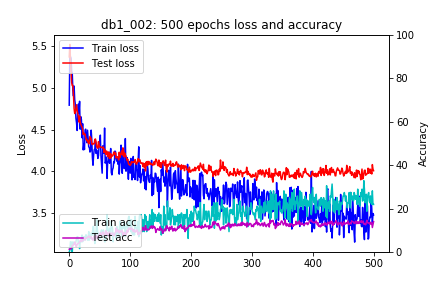 db1_002: 500 epochs loss and accuracy
Train loss
Test loss
Train acc
Test acc
Loss
Accuracy
5.5
5.0
4.5
4.0
3.5
100
80
60
40
20
0
0 100 200 300 400 500